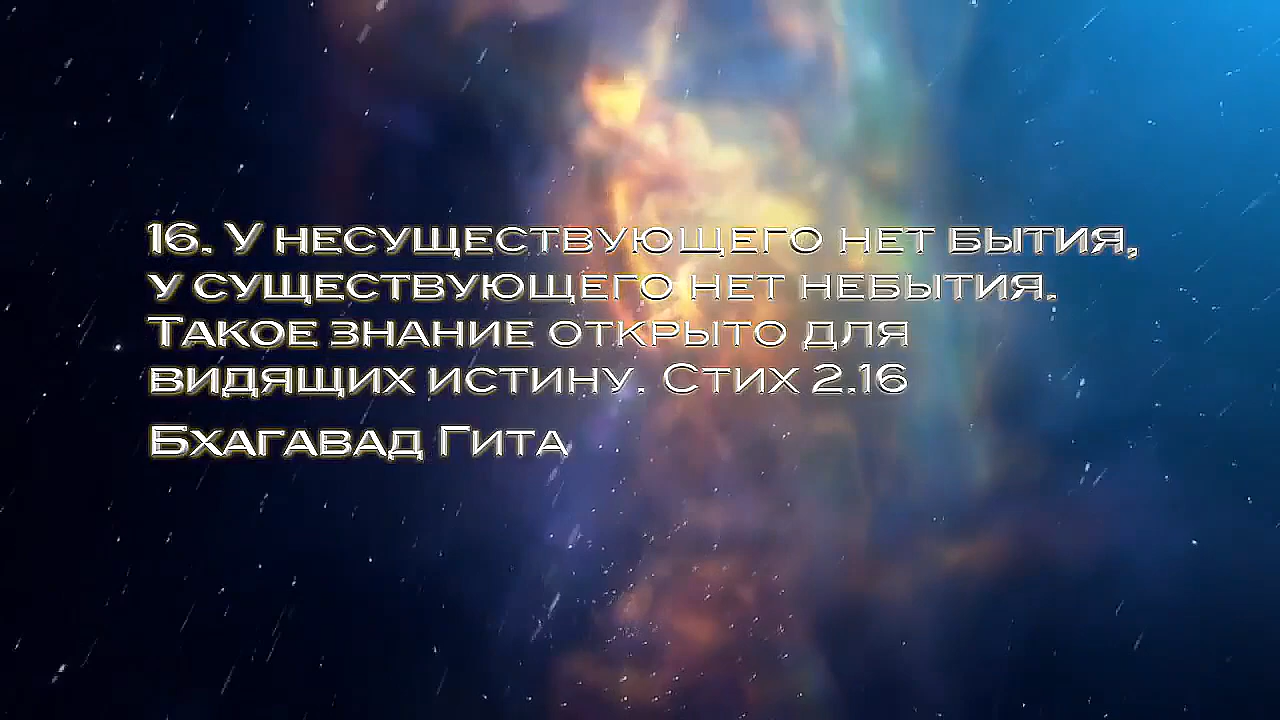 16. У несуществующего нет бытия,
у существующего нет небытия.
Такое знание открыто для
видящих истину. Стих 2.16
Бхагавад Гита